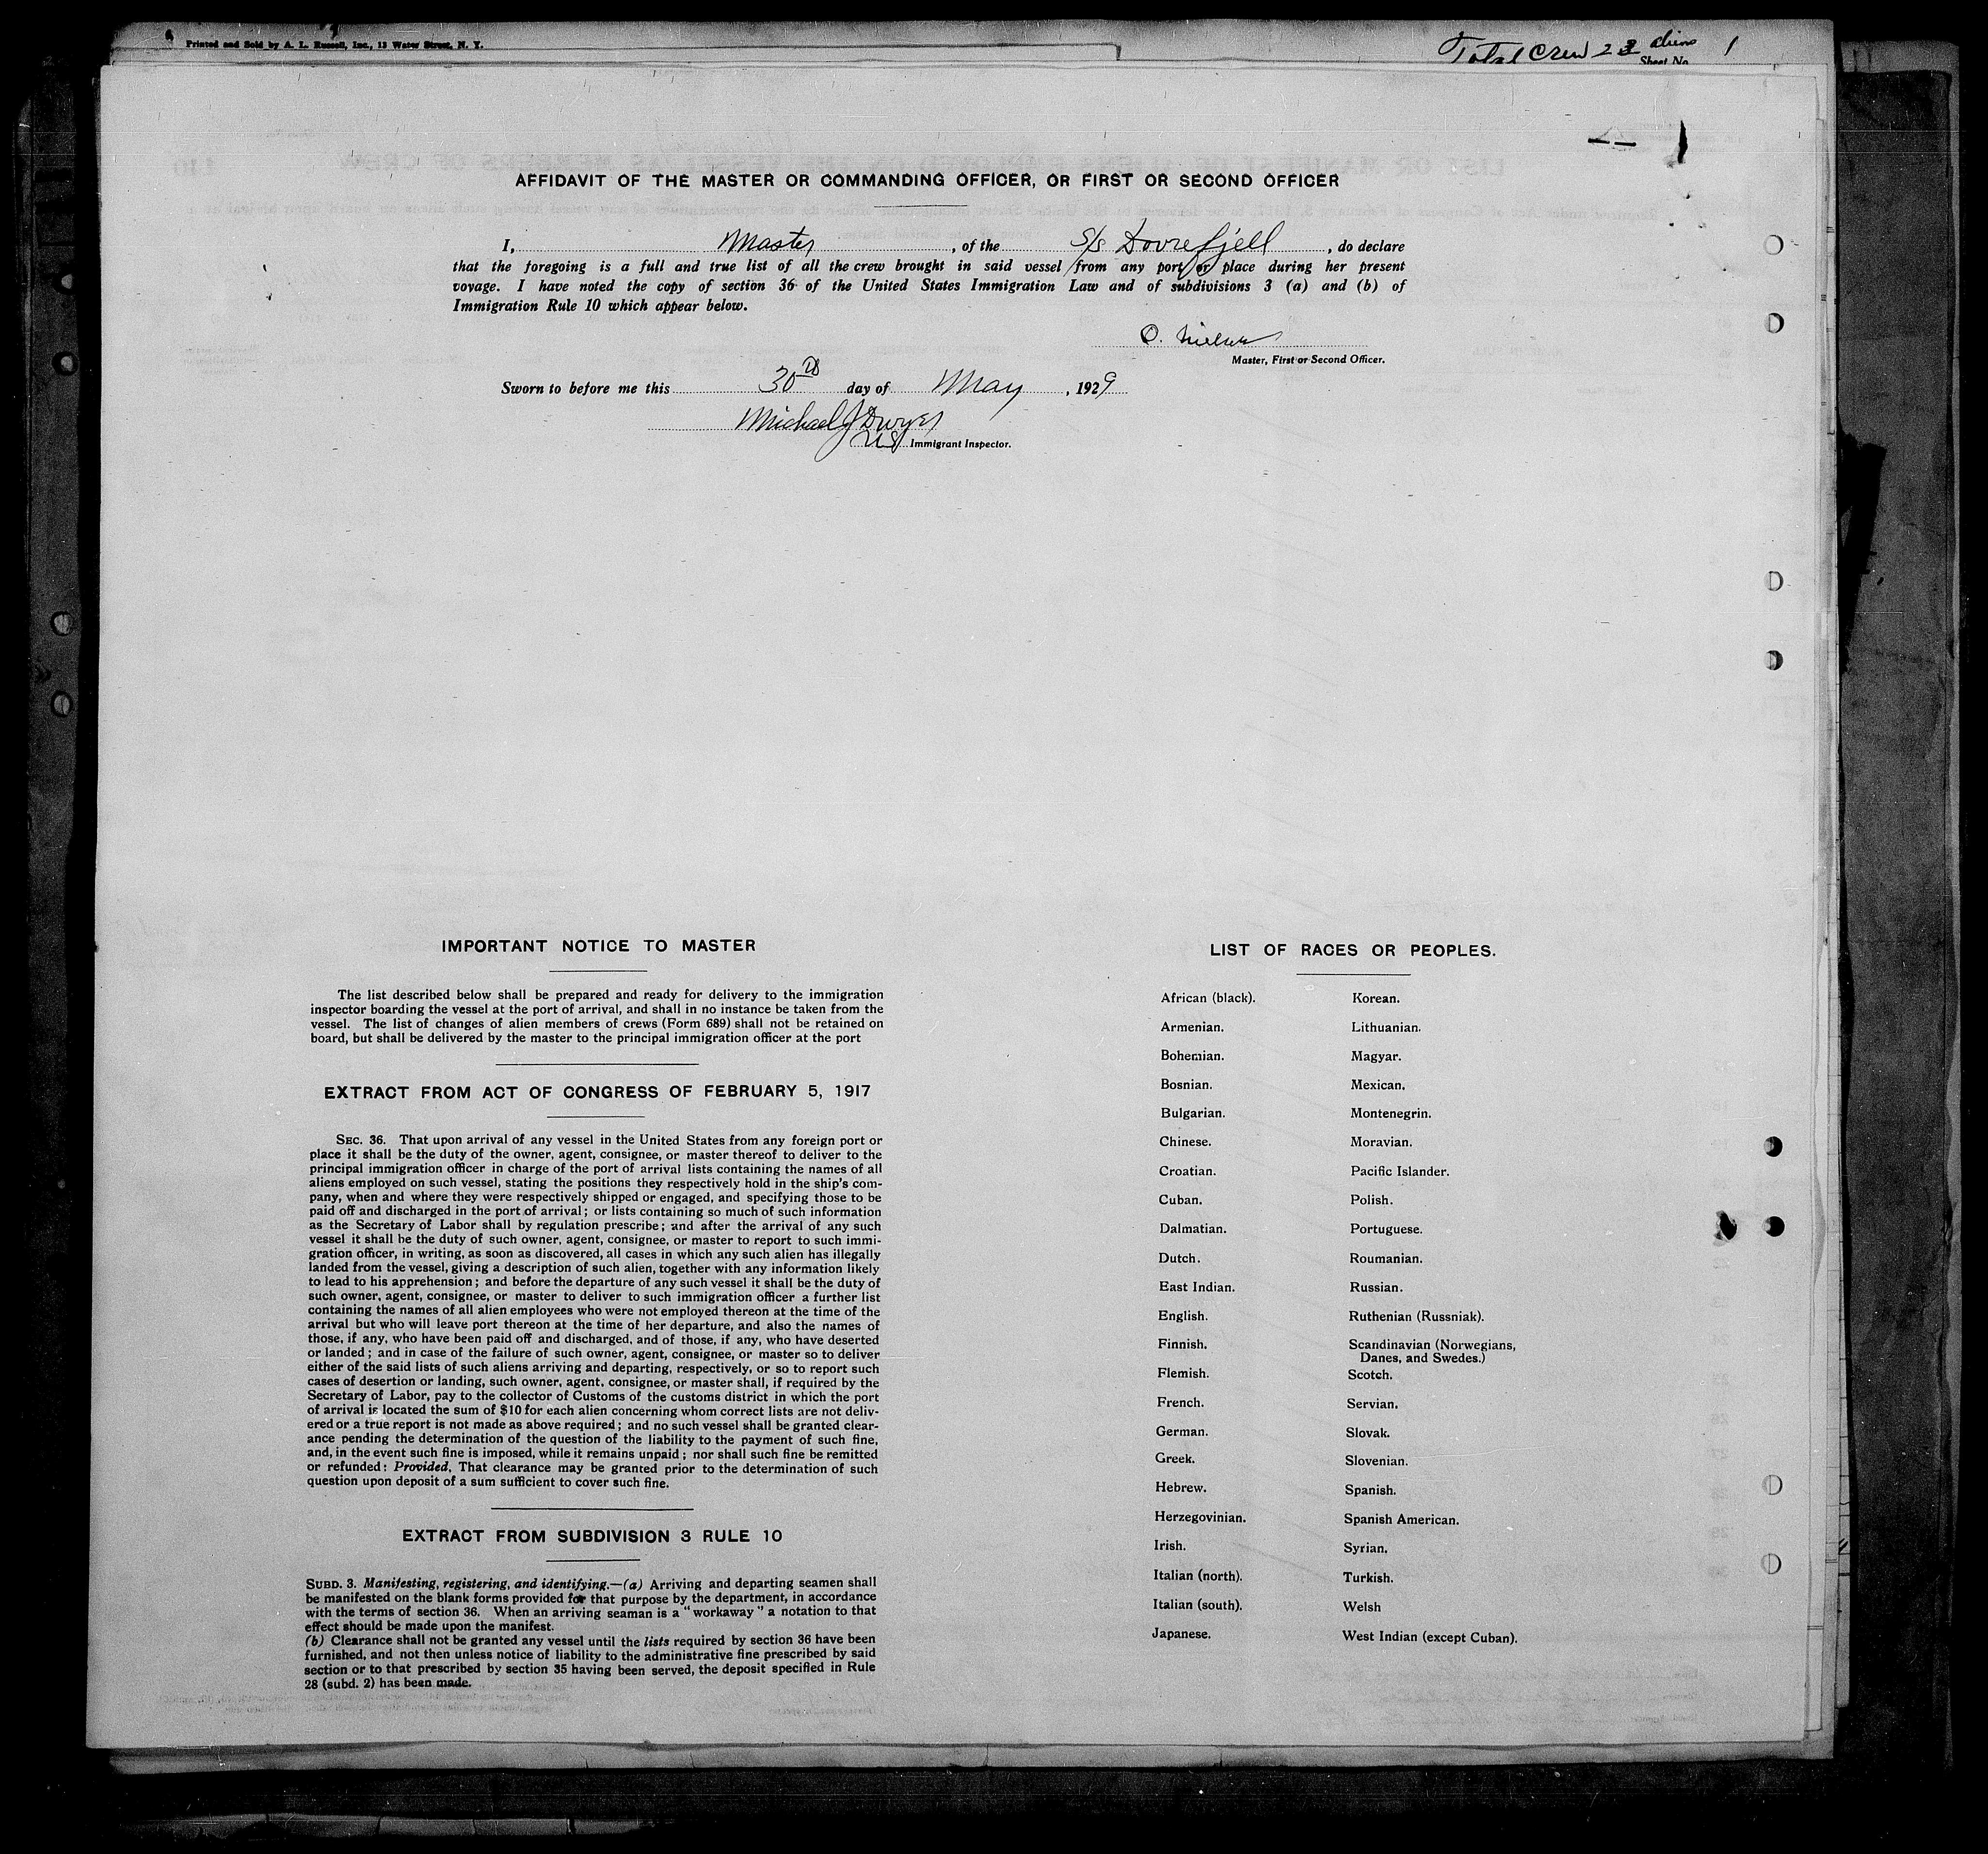 Printed and Sold by A. L. Russell, Inc., 13 Water Street, N. Y.
Total Crew 23 aliens 1
Sheet No.
AFFIDAVIT OF THE MASTER OR COMMANDING OFFICER, OR FIRST OR SECOND OFFICER
I, Master, of the S/S Dovrefjell, do declare
that the foregoing is a full and true list of all the crew brought in said vessel from any port or place during her present
voyage. I have noted the copy of section 36 of the United States Immigration Law and of subdivisions 3 (a) and (b) of
Immigration Rule 10 which appear below.
O.
Master, First or Second Officer.
Sworn to before me this 30th day of May, 1929
Michael J Dwyer
US Immigrant Inspector.
IMPORTANT NOTICE TO MASTER
The list described below shall be prepared and ready for delivery to the immigration
inspector boarding the vessel at the port of arrival, and shall in no instance be taken from the
vessel. The list of changes of alien members of crews (Form 689) shall not be retained on
board, but shall be delivered by the master to the principal immigration officer at the port
EXTRACT FROM ACT OF CONGRESS OF FEBRUARY 5, 1917
SEC. 36. That upon arrival of any vessel in the United States from any foreign port or
place it shall be the duty of the owner, agent, consignee, or master thereof to deliver to the
principal immigration officer in charge of the port of arrival lists containing the names of all
aliens employed on such vessel, stating the positions they respectively hold in the ship's com-
pany, when and where they were respectively shipped or engaged, and specifying those to be
paid off and discharged in the port of arrival; or lists containing so much of such information
as the Secretary of Labor shall by regulation prescribe; and after the arrival of any such
vessel it shall be the duty of such owner, agent, consignee, or master to report to such immi-
gration officer, in writing, as soon as discovered, all cases in which any such alien has illegally
landed from the vessel, giving a description of such alien, together with any information likely
to lead to his apprehension; and before the departure of any such vessel it shall be the duty of
such owner, agent, consignee, or master to deliver to such immigration officer a further list
containing the names of all alien employees who were not employed thereon at the time of the
arrival but who will leave port thereon at the time of her departure, and also the names of
those, if any, who have been paid off and discharged, and of those, if any, who have deserted
or landed; and in case of the failure of such owner, agent, consignee, or master so to deliver
either of the said lists of such aliens arriving and departing, respectively, or so to report such
cases of desertion or landing, such owner, agent, consignee, or master shall, if required by the
Secretary of Labor, pay to the collector of Customs of the customs district in which the port
of arrival is located the sum of $10 for each alien concerning whom correct lists are not deliv-
ered or a true report is not made as above required; and no such vessel shall be granted clear-
ance pending the determination of the question of the liability to the payment of such fine,
and, in the event such fine is imposed, while it remains unpaid; nor shall such fine be remitted
or refunded: Provided, That clearance may be granted prior to the determination of such
question upon deposit of a sum sufficient to cover such fine.
EXTRACT FROM SUBDIVISION 3 RULE 10
SUBD. 3. Manifesting, registering, and identifying.—(a) Arriving and departing seamen shall
be manifested on the blank forms provided for that purpose by the department, in accordance
with the terms of section 36. When an arriving seaman is a "workaway" a notation to that
effect should be made upon the manifest.
(b) Clearance shall not be granted any vessel until the lists required by section 36 have been
furnished, and not then unless notice of liability to the administrative fine prescribed by said
section or to that prescribed by section 35 having been served, the deposit specified in Rule
28 (subd. 2) has been made.
LIST OF RACES OR PEOPLES.
African (black). Korean.
Armenian. Lithuanian.
Bohemian. Magyar.
Bosnian. Mexican.
Bulgarian. Montenegrin.
Chinese. Moravian.
Croatian. Pacific Islander.
Cuban. Polish.
Dalmatian. Portuguese.
Dutch. Roumanian.
East Indian. Russian.
English. Ruthenian (Russniak).
Finnish. Scandinavian (Norwegians,
Danes, and Swedes.)
Flemish. Scotch.
French. Servian.
German. Slovak.
Greek. Slovenian.
Hebrew. Spanish.
Herzegovinian. Spanish American.
Irish. Syrian.
Italian (north). Turkish.
Italian (south). Welsh
Japanese. West Indian (except Cuban).